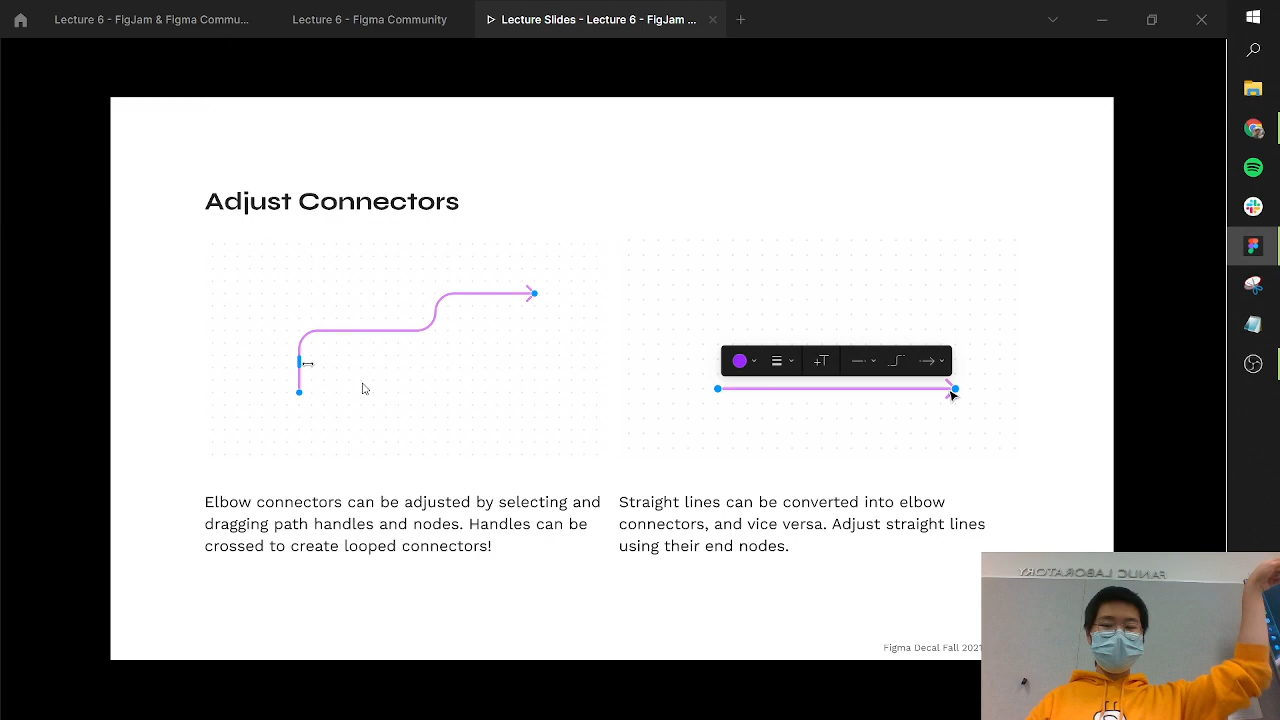 Lecture 6 - FigJam & Figma Commu...
Lecture 6 - Figma Community
Lecture Slides - Lecture 6 - FigJam ...
Adjust Connectors
+T
Elbow connectors can be adjusted by selecting and
dragging path handles and nodes. Handles can be
crossed to create looped connectors!
Straight lines can be converted into elbow
connectors, and vice versa. Adjust straight lines
using their end nodes.
Figma Decal Fall 2021
FANUC LABORATORY